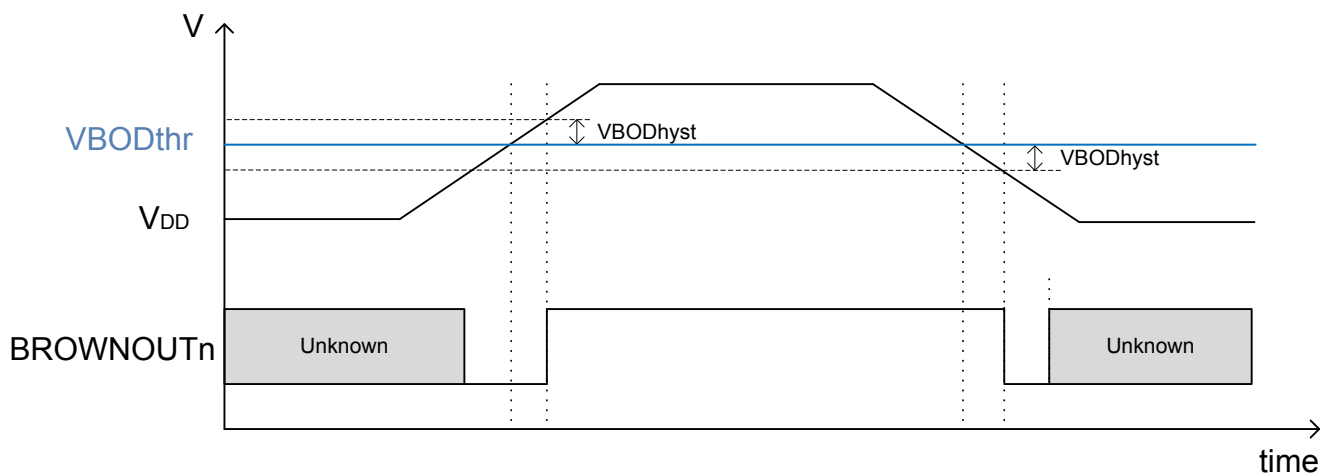 V
VBODhyst
VBODthr
VBODhyst
VDD
Unknown
Unknown
BROWNOUTn
time